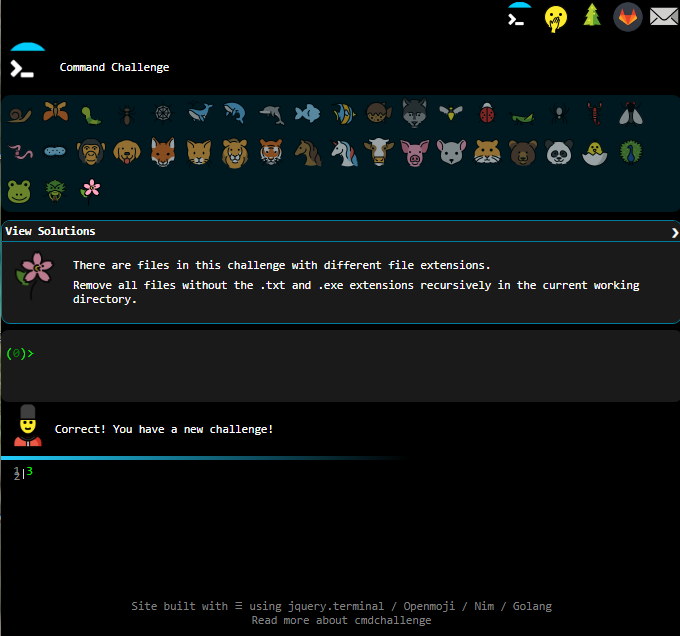 Command Challenge
View Solutions
There are files in this challenge with different file extensions.
Remove all files without the .txt and .exe extensions recursively in the current working
directory.
(0)>
Correct! You have a new challenge!
1
2|3
Site built with ☰ using jquery.terminal / Openmoji / Nim / Golang
Read more about cmdchallenge